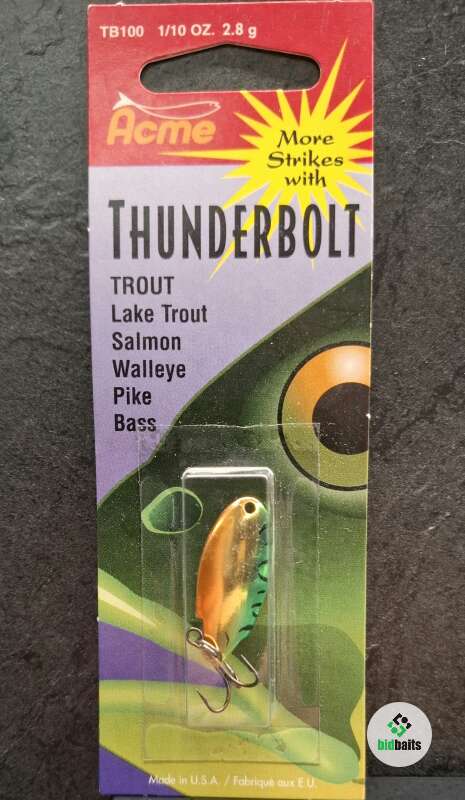 TB100 1/10 OZ. 2.8 g
Acme
More
Strikes
with
THUNDERBOLT
TROUT
Lake Trout
Salmon
Walleye
Pike
Bass
Made in U.S.A. / Fabriqué aux E.U.
bidbaits